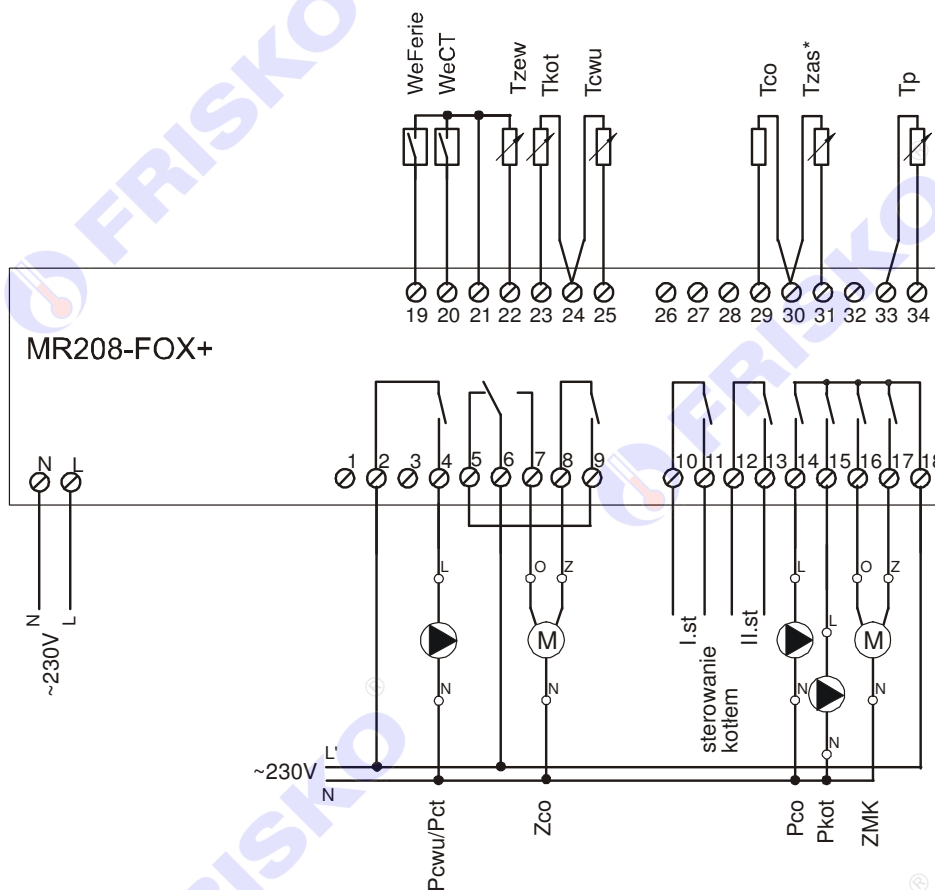 WeFerie WeCT Tzew Tkot Tcwu Tco Tzas* Tp
19 20 21 22 23 24 25 26 27 28 29 30 31 32 33 34
MR208-FOX+
N L 1 2 3 4 5 6 7 8 9 10 11 12 13 14 15 16 17 18
L O Z L O Z
N L I.st II.st L
~230V M M
sterowanie
kotłem
N N N N N
~230V L'
N
Pcwu/Pct Zco Pco Pkot ZMK
FRISKO
FRISKO
FRISKO